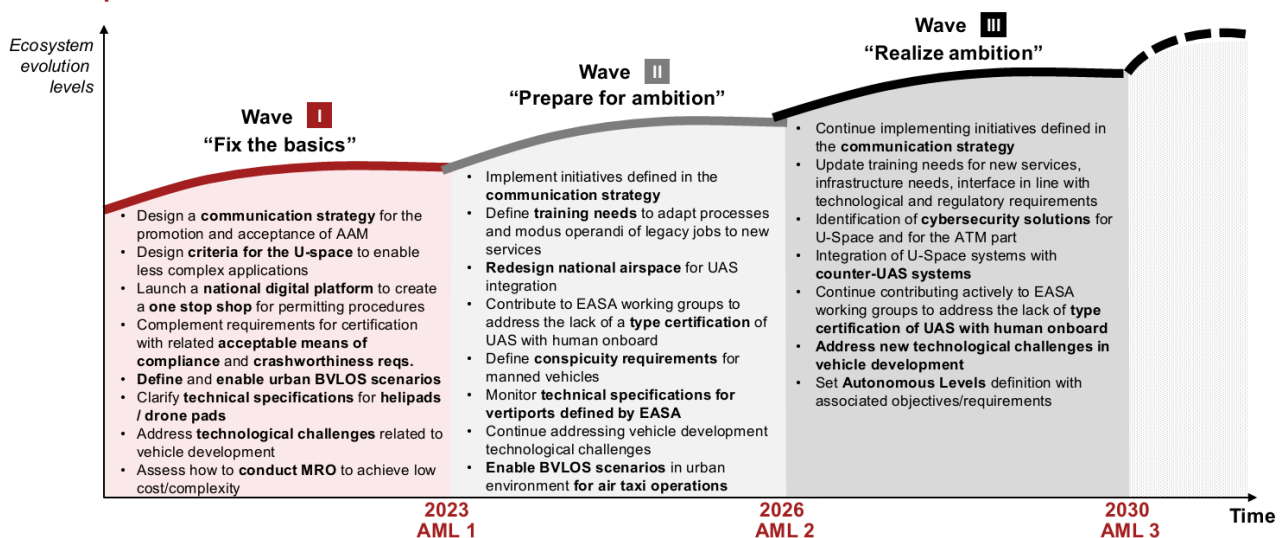 Ecosystem
evolution
levels
Wave I
“Fix the basics”
• Design a communication strategy for the
promotion and acceptance of AAM
• Design criteria for the U-space to enable
less complex applications
• Launch a national digital platform to create
a one stop shop for permitting procedures
• Complement requirements for certification
with related acceptable means of
compliance and crashworthiness reqs.
• Define and enable urban BVLOS scenarios
• Clarify technical specifications for helipads
/ drone pads
• Address technological challenges related to
vehicle development
• Assess how to conduct MRO to achieve low
cost/complexity
Wave II
“Prepare for ambition”
• Implement initiatives defined in the
communication strategy
• Define training needs to adapt processes
and modus operandi of legacy jobs to new
services
• Redesign national airspace for UAS
integration
• Contribute to EASA working groups to
address the lack of a type certification of
UAS with human onboard
• Define conspicuity requirements for
manned vehicles
• Monitor technical specifications for
vertiports defined by EASA
• Continue addressing vehicle development
technological challenges
• Enable BVLOS scenarios in urban
environment for air taxi operations
Wave III
“Realize ambition”
• Continue implementing initiatives defined in
the communication strategy
• Update training needs for new services,
infrastructure needs, interface in line with
technological and regulatory requirements
• Identification of cybersecurity solutions for
U-Space and for the ATM part
• Integration of U-Space systems with
counter-UAS systems
• Continue contributing actively to EASA
working groups to address the lack of type
certification of UAS with human onboard
• Address new technological challenges in
vehicle development
• Set Autonomous Levels definition with
associated objectives/requirements
2023
AML 1
2026
AML 2
2030
AML 3
Time